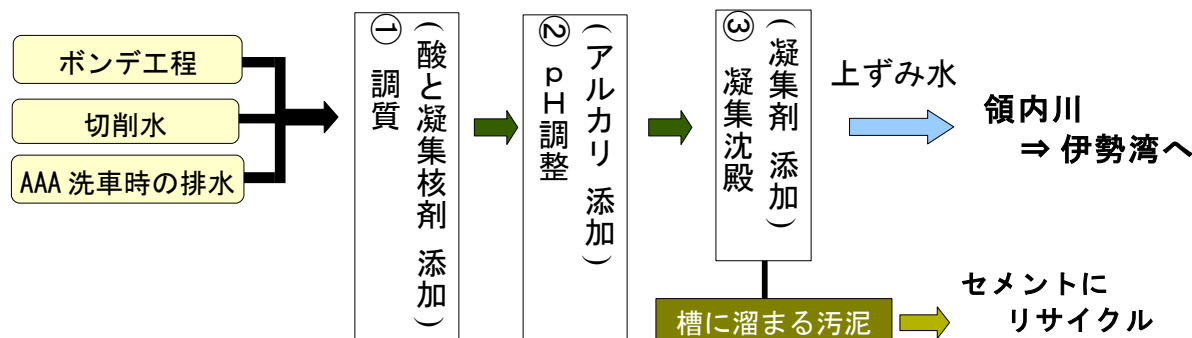 ボンデ工程
切削水
AAA 洗車時の排水
① 調質
(酸と凝集核剤 添加)
② pH調整
(アルカリ 添加)
③ 凝集沈殿
(凝集剤 添加)
上ずみ水
領内川
⇒ 伊勢湾へ
槽に溜まる汚泥
セメントに
リサイクル